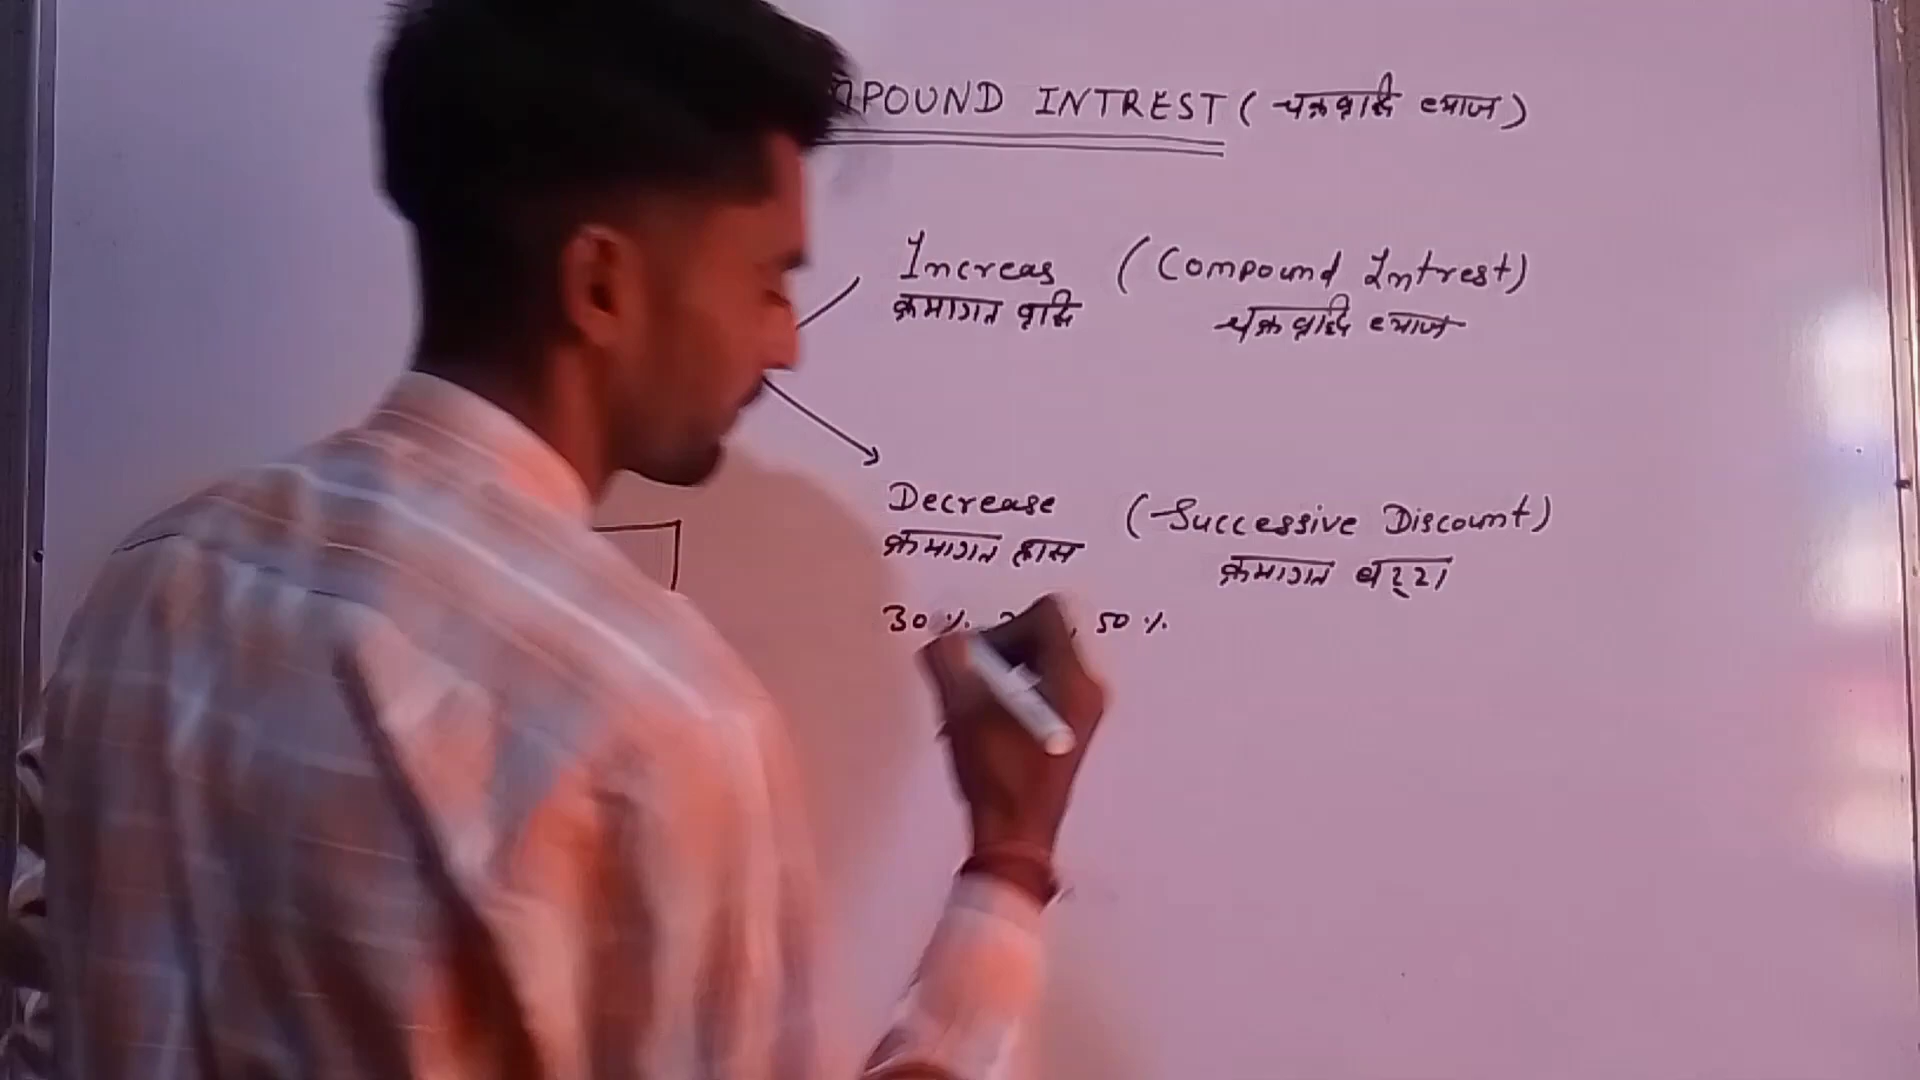 POUND INTREST ( चक्रवृद्धि ब्याज )
Increas ( Compound Intrest )
क्रमागत वृद्धि चक्रवृद्धि ब्याज
Decrease ( Successive Discount )
क्रमागत ह्रास क्रमागत बट्टा
30 % , 50 %